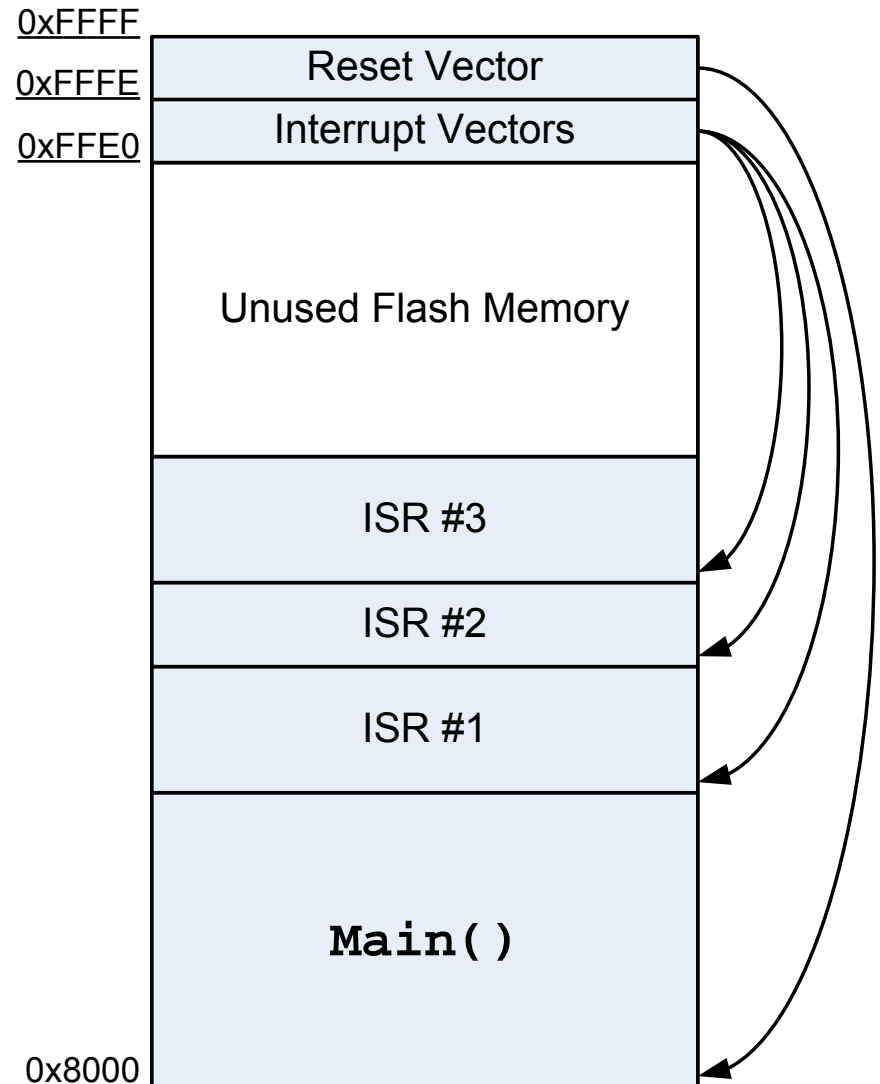 0xFFFF
Reset Vector
0xFFFE
Interrupt Vectors
0xFFE0
Unused Flash Memory
ISR #3
ISR #2
ISR #1
Main()
0x8000